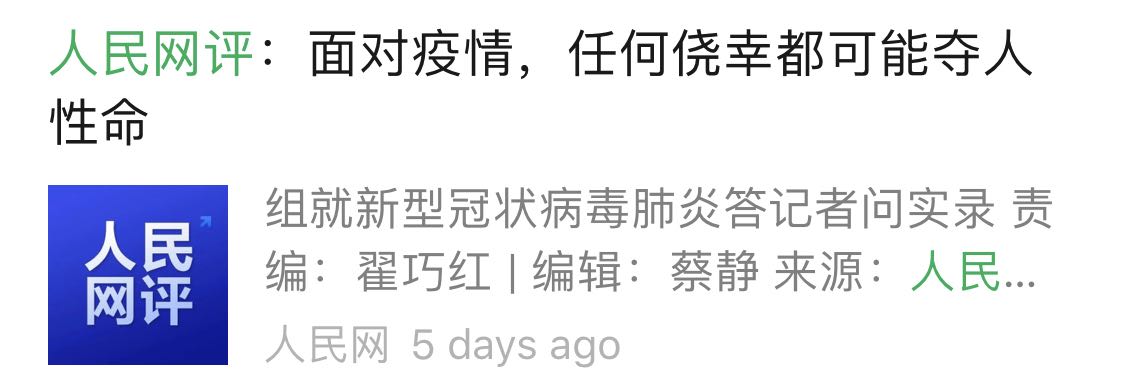 人民网评：面对疫情，任何侥幸都可能夺人
性命
人民
网评
组就新型冠状病毒肺炎答记者问实录 责
编：翟巧红 | 编辑：蔡静 来源：人民...
人民网 5 days ago